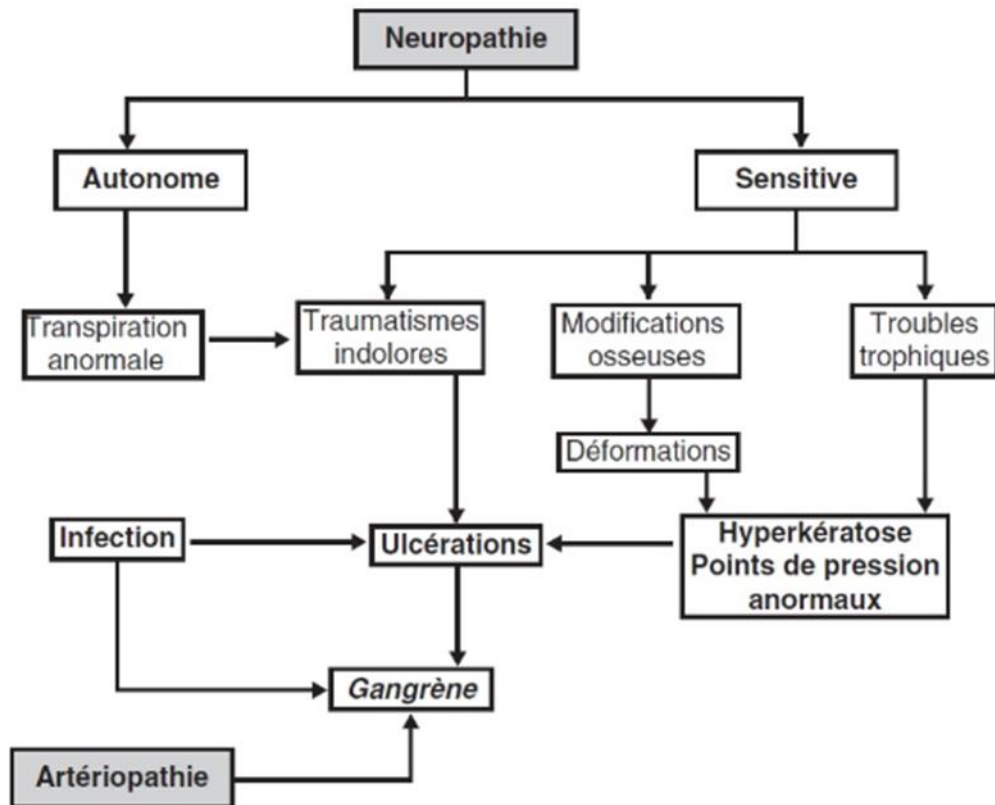 Neuropathie
Autonome
Sensitive
Transpiration
anormale
Traumatismes
indolores
Modifications
osseuses
Troubles
trophiques
Déformations
Infection
Ulcérations
Hyperkératose
Points de pression
anormaux
Gangrène
Artériopathie